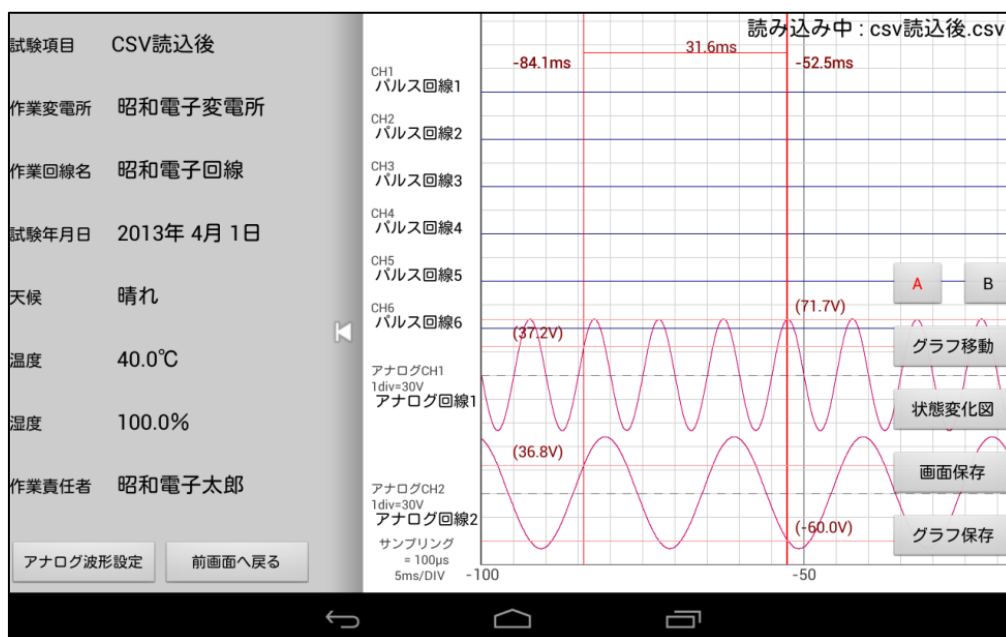 試験項目 CSV読込後
作業変電所 昭和電子変電所
作業回線名 昭和電子回線
試験年月日 2013年 4月 1日
天候 晴れ
温度 40.0℃
湿度 100.0%
作業責任者 昭和電子太郎
アナログ波形設定 前画面へ戻る
読み込み中 : csv読込後.csv
31.6ms
-84.1ms -52.5ms
CH1
パルス回線1
CH2
パルス回線2
CH3
パルス回線3
CH4
パルス回線4
CH5
パルス回線5
CH6
パルス回線6
(71.7V)
(37.2V)
アナログCH1
1div=30V
アナログ回線1
(36.8V)
アナログCH2
1div=30V
アナログ回線2
(-60.0V)
サンプリング
= 100μs
5ms/DIV
-100 -50
A B
グラフ移動
状態変化図
画面保存
グラフ保存